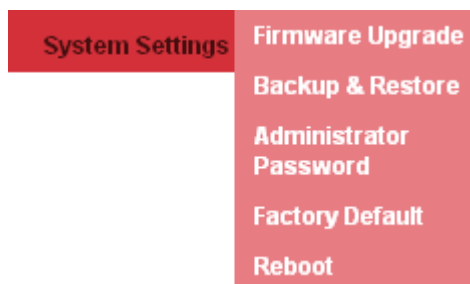 System Settings
Firmware Upgrade
Backup & Restore
Administrator
Password
Factory Default
Reboot